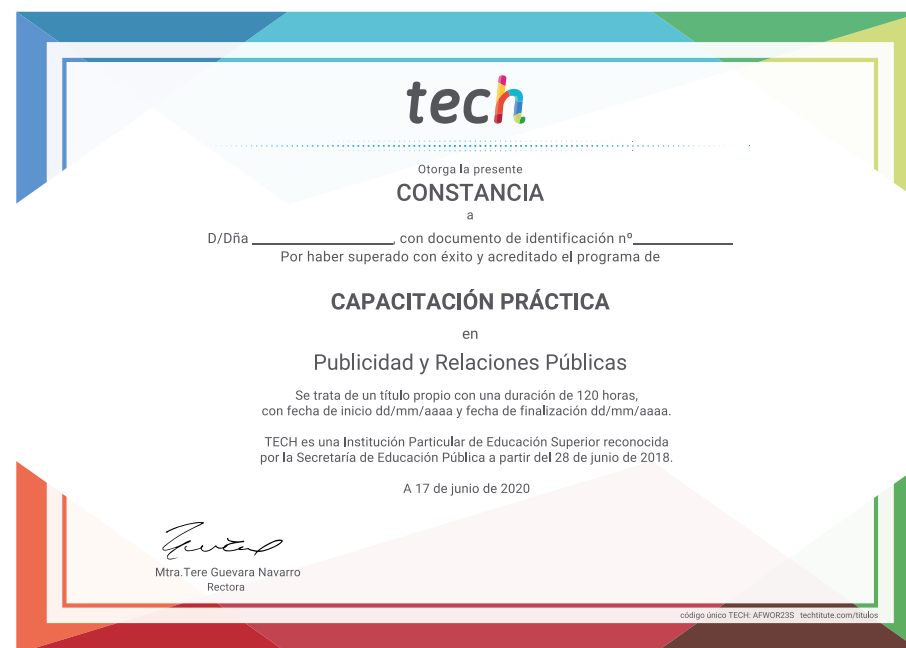 tech
Otorga la presente
CONSTANCIA
a
D/Dña ____________________, con documento de identificación nº______________
Por haber superado con éxito y acreditado el programa de
CAPACITACIÓN PRÁCTICA
en
Publicidad y Relaciones Públicas
Se trata de un título propio con una duración de 120 horas,
con fecha de inicio dd/mm/aaaa y fecha de finalización dd/mm/aaaa.
TECH es una Institución Particular de Educación Superior reconocida
por la Secretaría de Educación Pública a partir del 28 de junio de 2018.
A 17 de junio de 2020
Mtra.Tere Guevara Navarro
Rectora
código único TECH: AFWOR23S techtitute.com/titulos